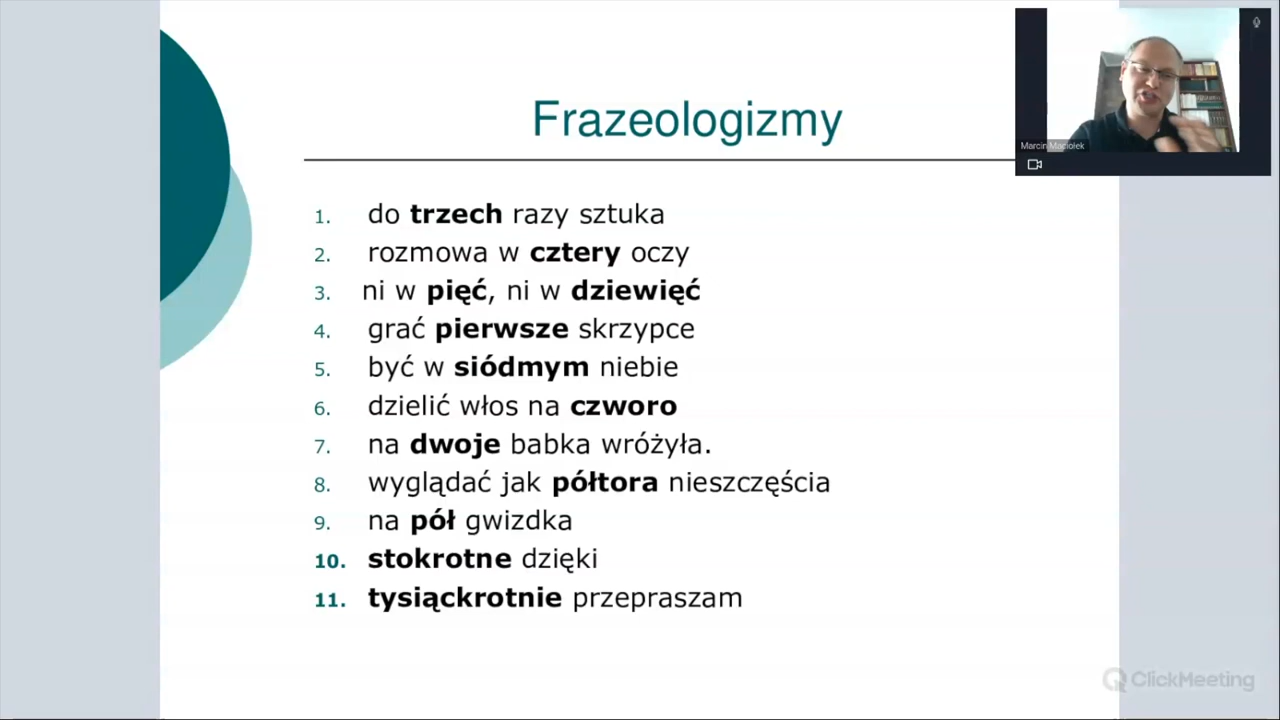 Frazeologizmy
Marcin Maciołek
1. do trzech razy sztuka
2. rozmowa w cztery oczy
3. ni w pięć, ni w dziewięć
4. grać pierwsze skrzypce
5. być w siódmym niebie
6. dzielić włos na czworo
7. na dwoje babka wróżyła.
8. wyglądać jak półtora nieszczęścia
9. na pół gwizdka
10. stokrotne dzięki
11. tysiąckrotnie przepraszam
ClickMeeting